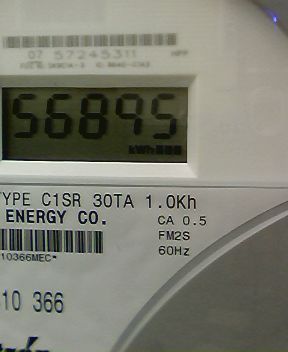 07 57245311
56895
kWh
TYPE C1SR 30TA 1.0Kh
ENERGY CO.
CA 0.5
FM2S
60Hz
10366MEC*
10 366